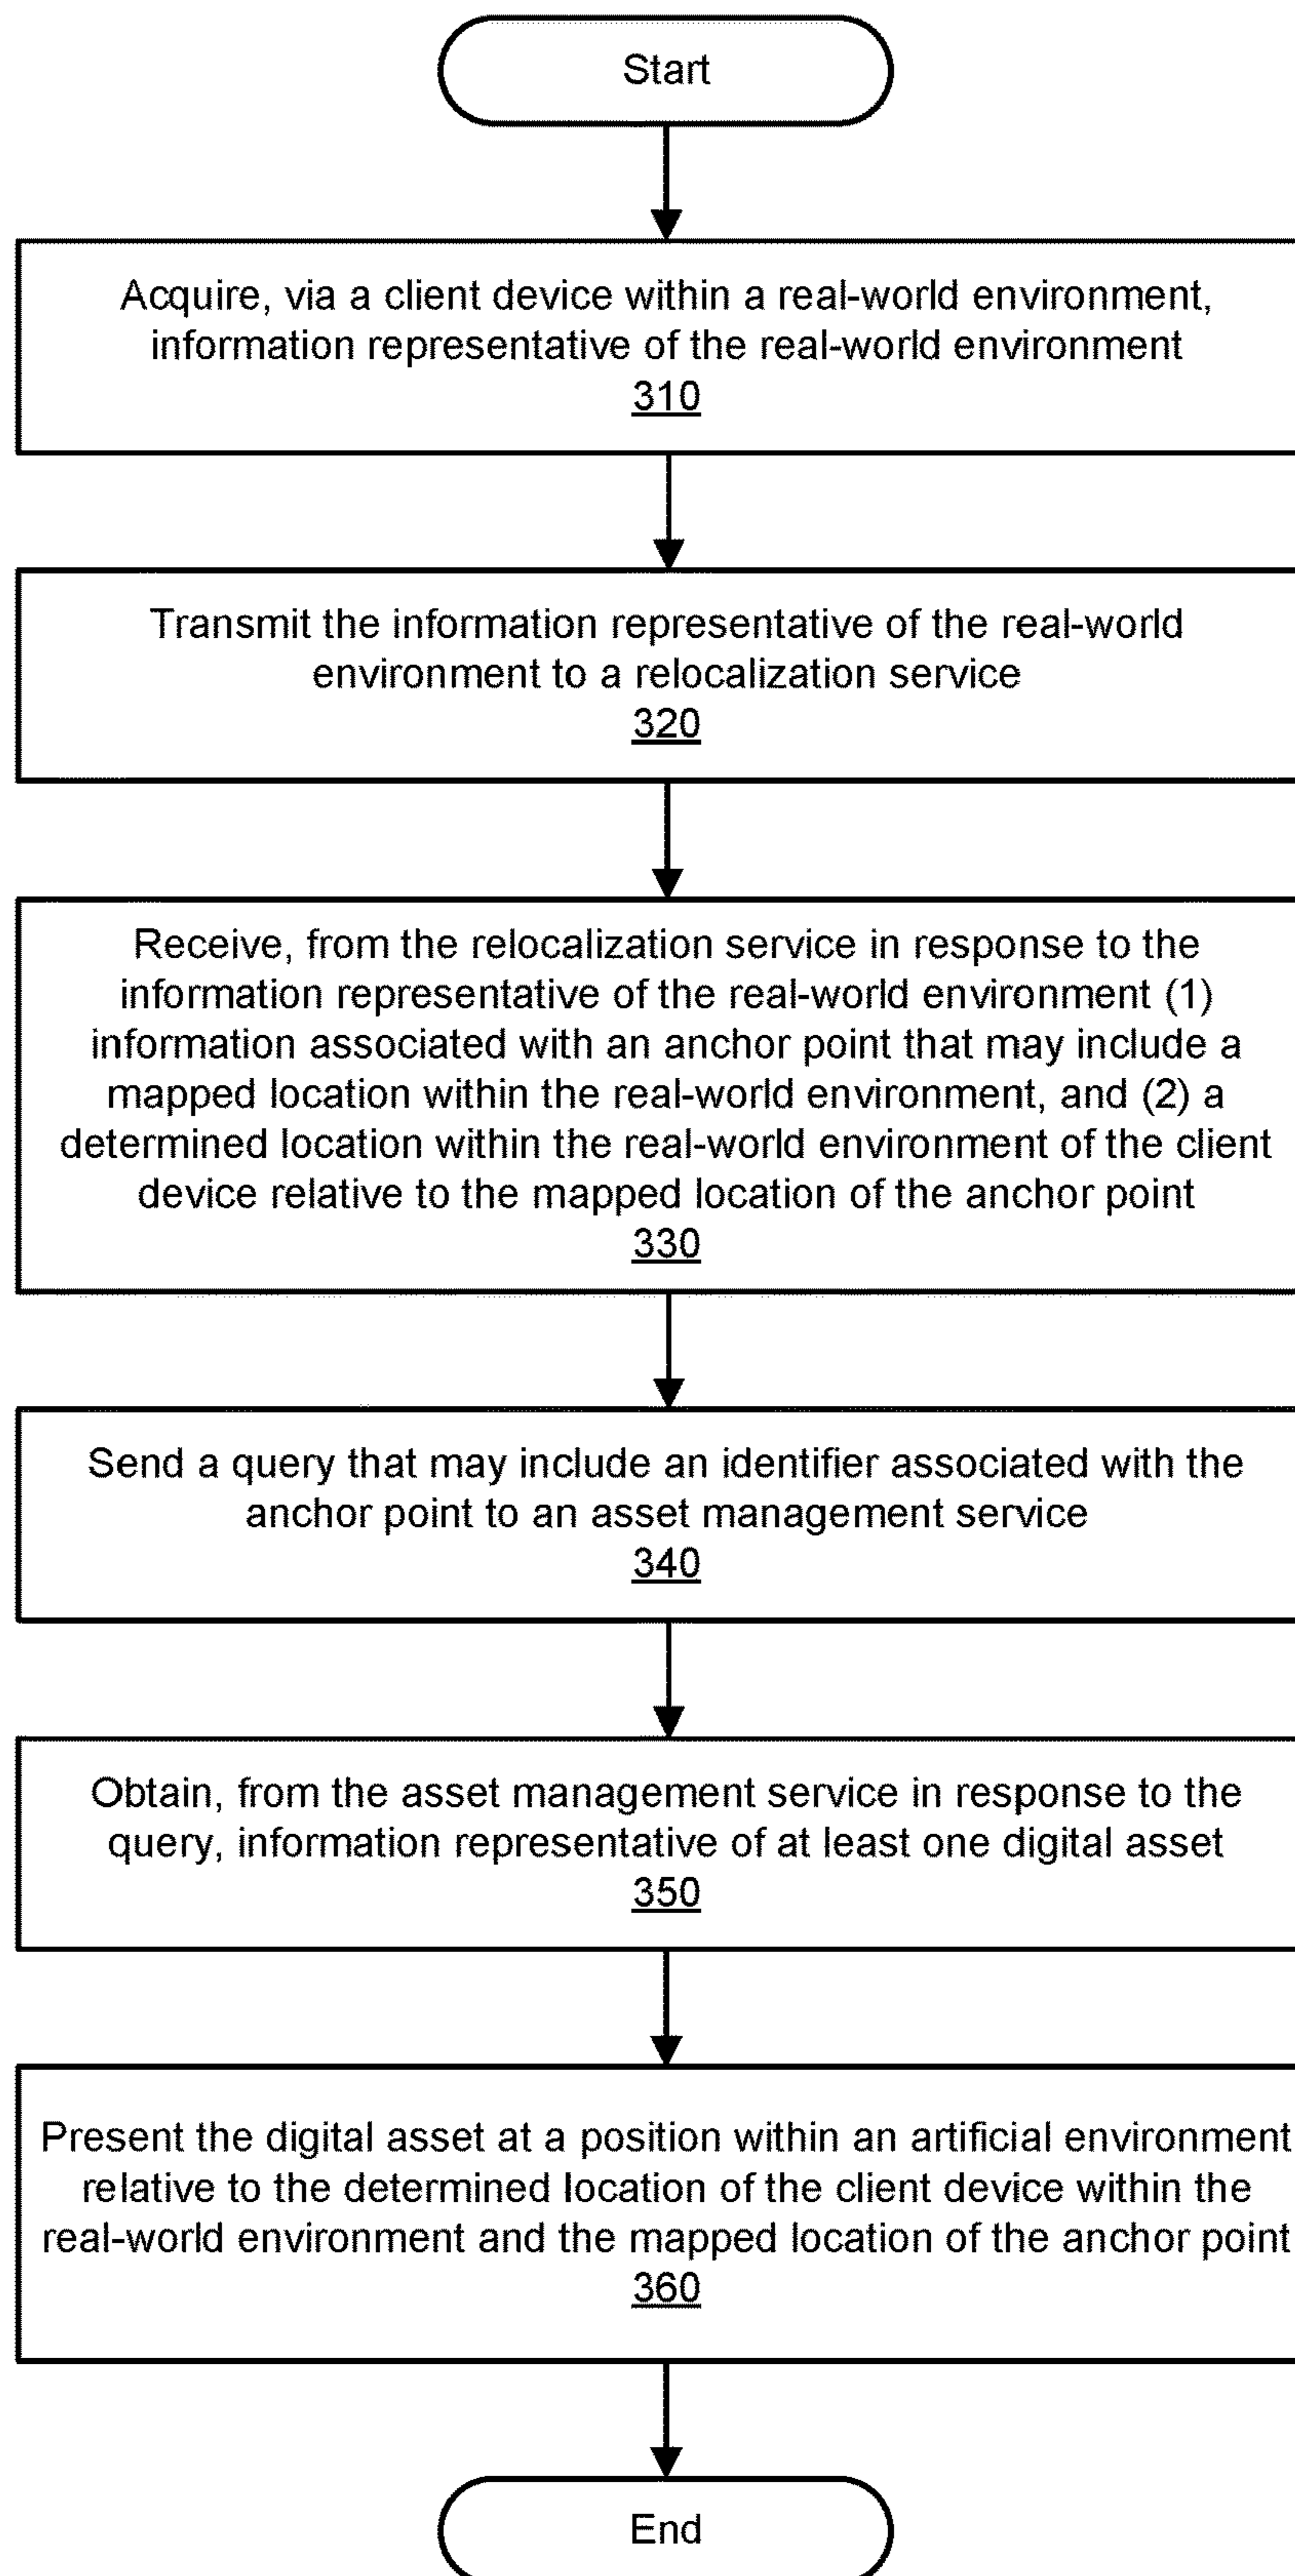 Start
Acquire, via a client device within a real-world environment,
information representative of the real-world environment
310
Transmit the information representative of the real-world
environment to a relocalization service
320
Receive, from the relocalization service in response to the
information representative of the real-world environment (1)
information associated with an anchor point that may include a
mapped location within the real-world environment, and (2) a
determined location within the real-world environment of the client
device relative to the mapped location of the anchor point
330
Send a query that may include an identifier associated with the
anchor point to an asset management service
340
Obtain, from the asset management service in response to the
query, information representative of at least one digital asset
350
Present the digital asset at a position within an artificial environment
relative to the determined location of the client device within the
real-world environment and the mapped location of the anchor point
360
End